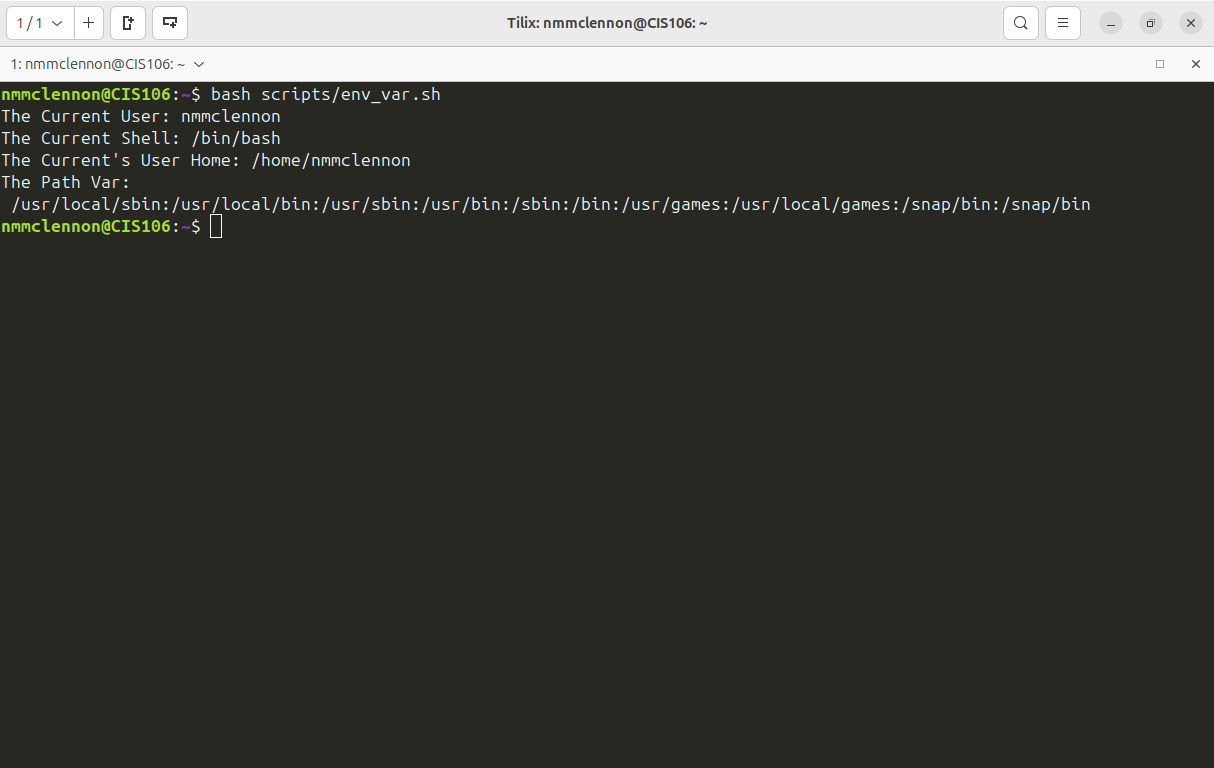 1 / 1
Tilix: nmmclennon@CIS106: ~
1: nmmclennon@CIS106: ~
nmmclennon@CIS106:~$ bash scripts/env_var.sh
The Current User: nmmclennon
The Current Shell: /bin/bash
The Current's User Home: /home/nmmclennon
The Path Var:
 /usr/local/sbin:/usr/local/bin:/usr/sbin:/usr/bin:/sbin:/bin:/usr/games:/usr/local/games:/snap/bin:/snap/bin
nmmclennon@CIS106:~$